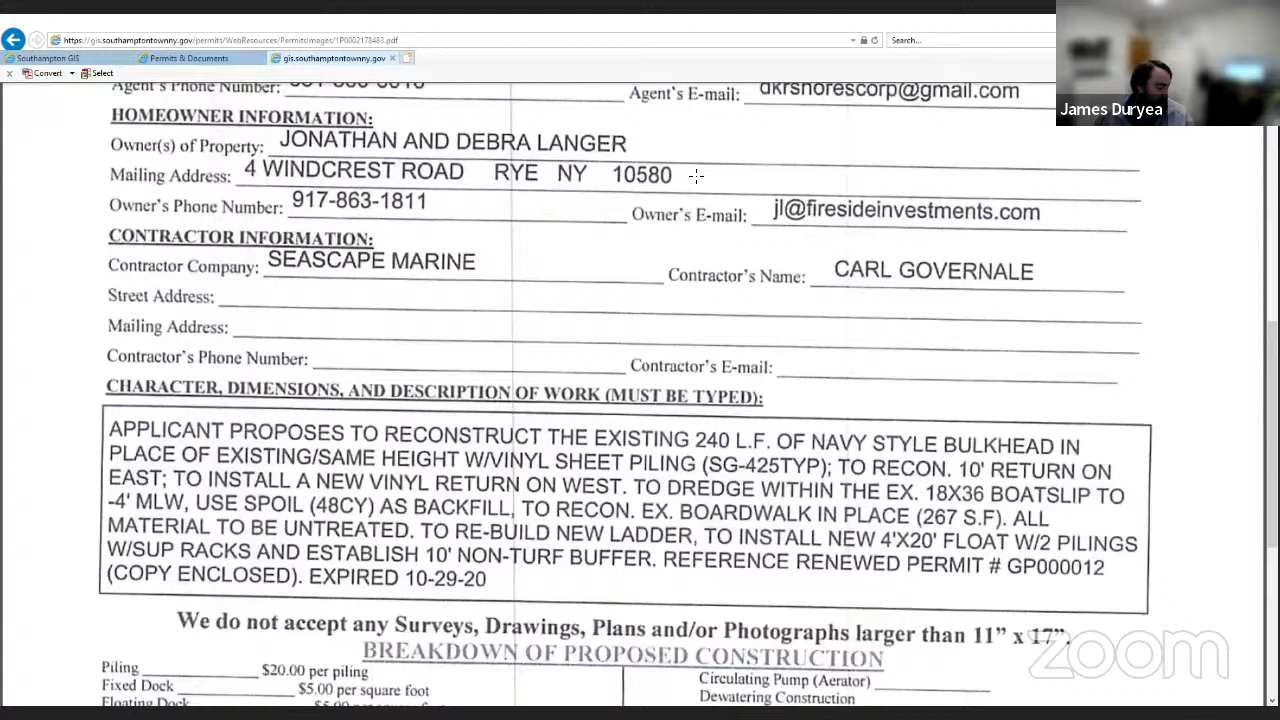 https://gis.southamptontownny.gov/permits/WebResources/PermitsImages/1P0002178483.pdf
Search...
Southampton GIS
Permits & Documents
gis.southamptontownny.gov
Convert
Select
James Duryea
Agent's Phone Number:
Agent's E-mail: dkrshorescorp@gmail.com
HOMEOWNER INFORMATION:
Owner(s) of Property: JONATHAN AND DEBRA LANGER
Mailing Address: 4 WINDCREST ROAD RYE NY 10580
Owner's Phone Number: 917-863-1811 Owner's E-mail: jl@firesideinvestments.com
CONTRACTOR INFORMATION:
Contractor Company: SEASCAPE MARINE Contractor's Name: CARL GOVERNALE
Street Address:
Mailing Address:
Contractor's Phone Number: Contractor's E-mail:
CHARACTER, DIMENSIONS, AND DESCRIPTION OF WORK (MUST BE TYPED):
APPLICANT PROPOSES TO RECONSTRUCT THE EXISTING 240 L.F. OF NAVY STYLE BULKHEAD IN
PLACE OF EXISTING/SAME HEIGHT W/VINYL SHEET PILING (SG-425TYP); TO RECON. 10' RETURN ON
EAST; TO INSTALL A NEW VINYL RETURN ON WEST. TO DREDGE WITHIN THE EX. 18X36 BOATSLIP TO
-4' MLW, USE SPOIL (48CY) AS BACKFILL, TO RECON. EX. BOARDWALK IN PLACE (267 S.F). ALL
MATERIAL TO BE UNTREATED. TO RE-BUILD NEW LADDER, TO INSTALL NEW 4'X20' FLOAT W/2 PILINGS
W/SUP RACKS AND ESTABLISH 10' NON-TURF BUFFER. REFERENCE RENEWED PERMIT # GP000012
(COPY ENCLOSED). EXPIRED 10-29-20
We do not accept any Surveys, Drawings, Plans and/or Photographs larger than 11" x 17".
BREAKDOWN OF PROPOSED CONSTRUCTION
Piling $20.00 per piling
Fixed Dock $5.00 per square foot
Floating Dock
Circulating Pump (Aerator)
Dewatering Construction
zoom